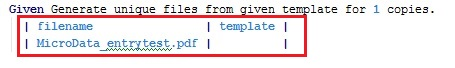 Given Generate unique files from given template for 1 copies.
| filename | template |
| MicroData_entrytest.pdf | |